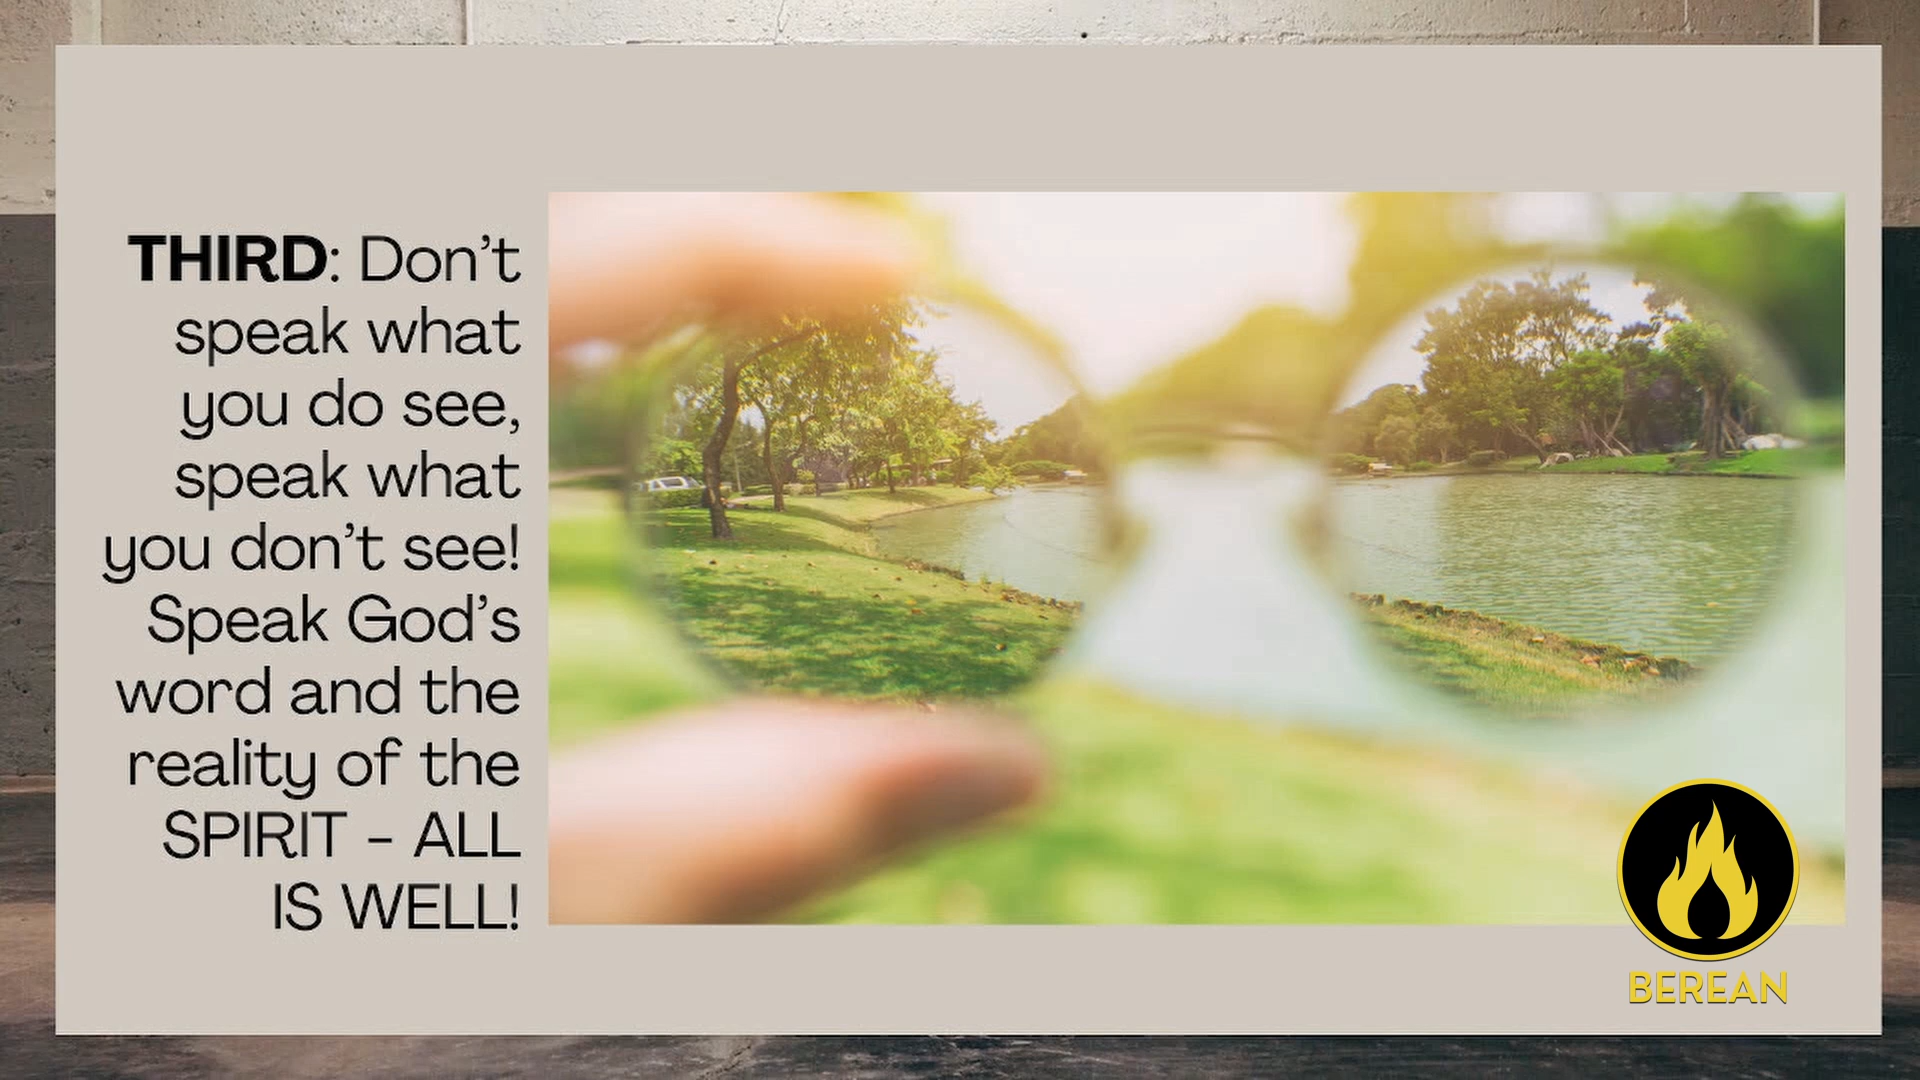 THIRD: Don’t
speak what
you do see,
speak what
you don’t see!
Speak God’s
word and the
reality of the
SPIRIT - ALL
IS WELL!
BEREAN